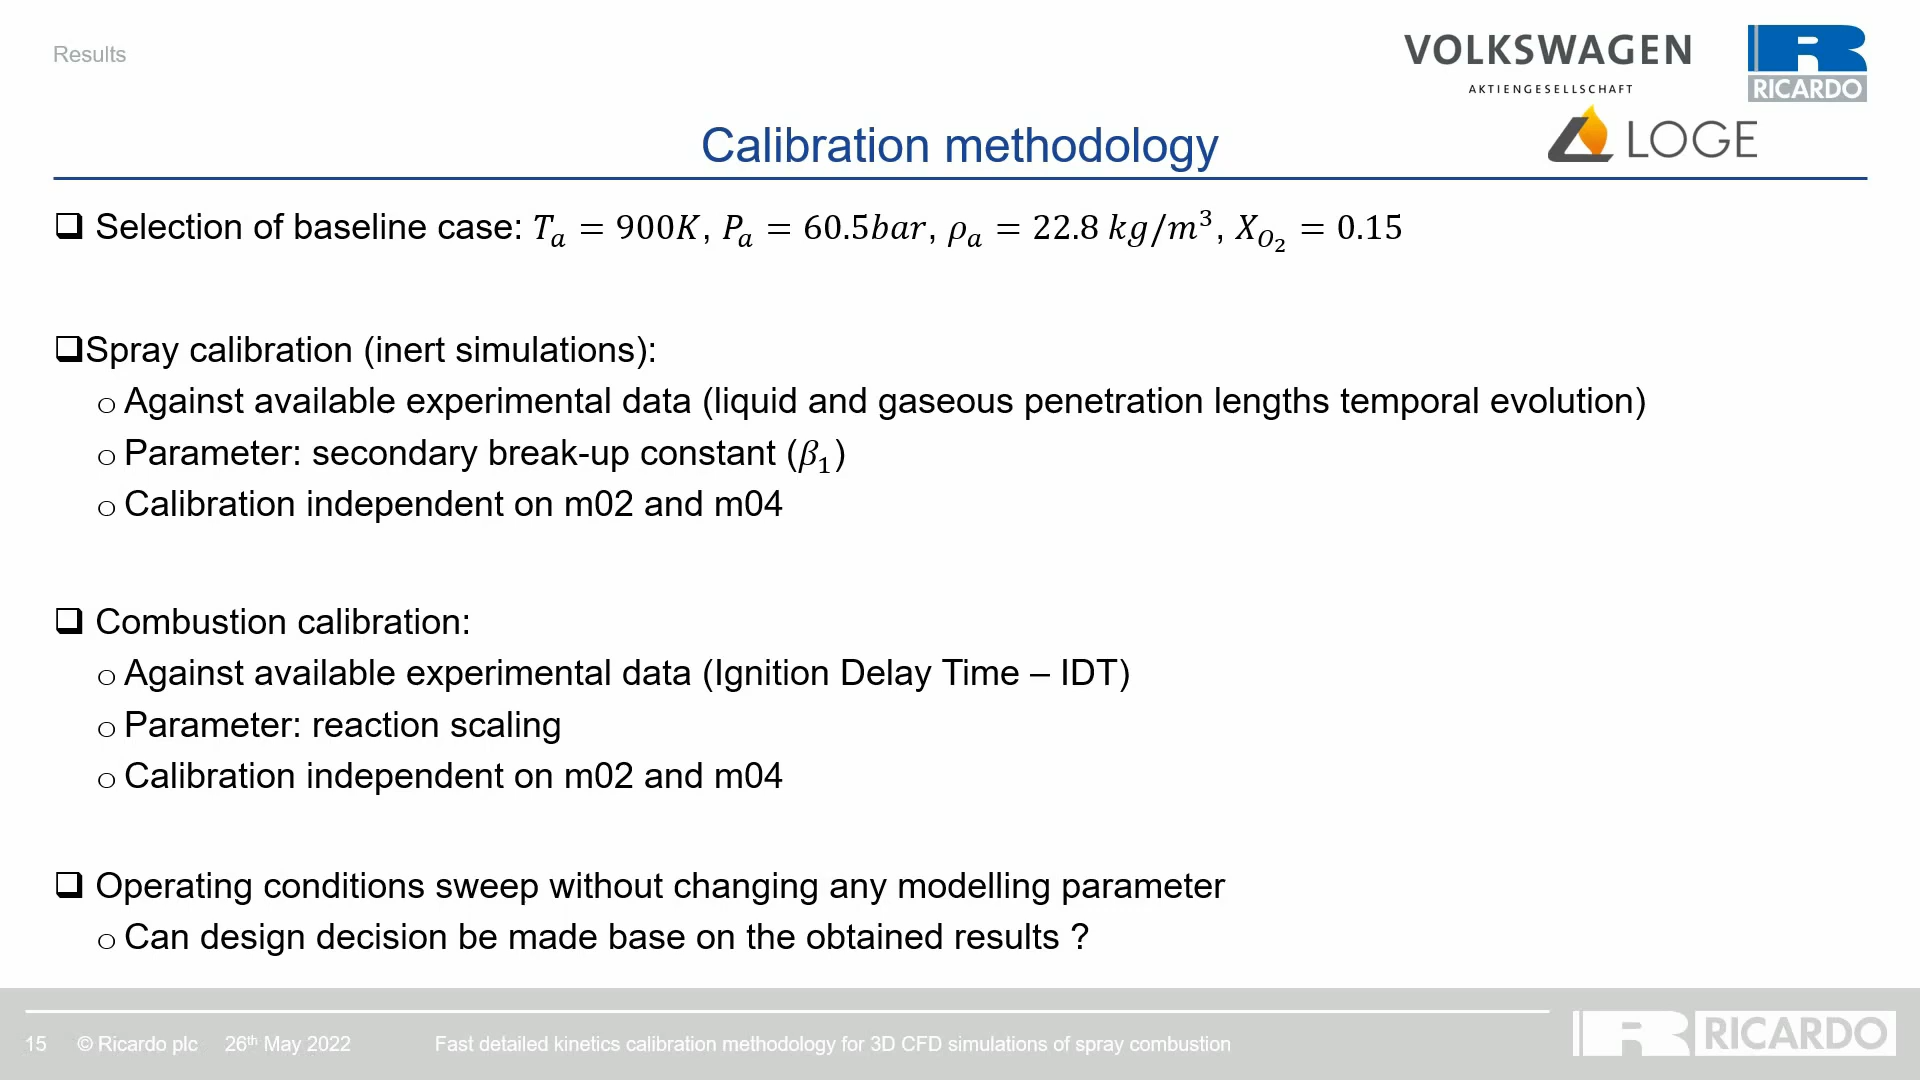 Results
VOLKSWAGEN
AKTIENGESELLSCHAFT
RICARDO
LOGE
Calibration methodology
❑ Selection of baseline case: Tₐ = 900K, Pₐ = 60.5bar, ρₐ = 22.8 kg/m³, X_O₂ = 0.15
❑Spray calibration (inert simulations):
o Against available experimental data (liquid and gaseous penetration lengths temporal evolution)
o Parameter: secondary break-up constant (β₁)
o Calibration independent on m02 and m04
❑ Combustion calibration:
o Against available experimental data (Ignition Delay Time – IDT)
o Parameter: reaction scaling
o Calibration independent on m02 and m04
❑ Operating conditions sweep without changing any modelling parameter
o Can design decision be made base on the obtained results ?
15 © Ricardo plc 26th May 2022 Fast detailed kinetics calibration methodology for 3D CFD simulations of spray combustion
RICARDO